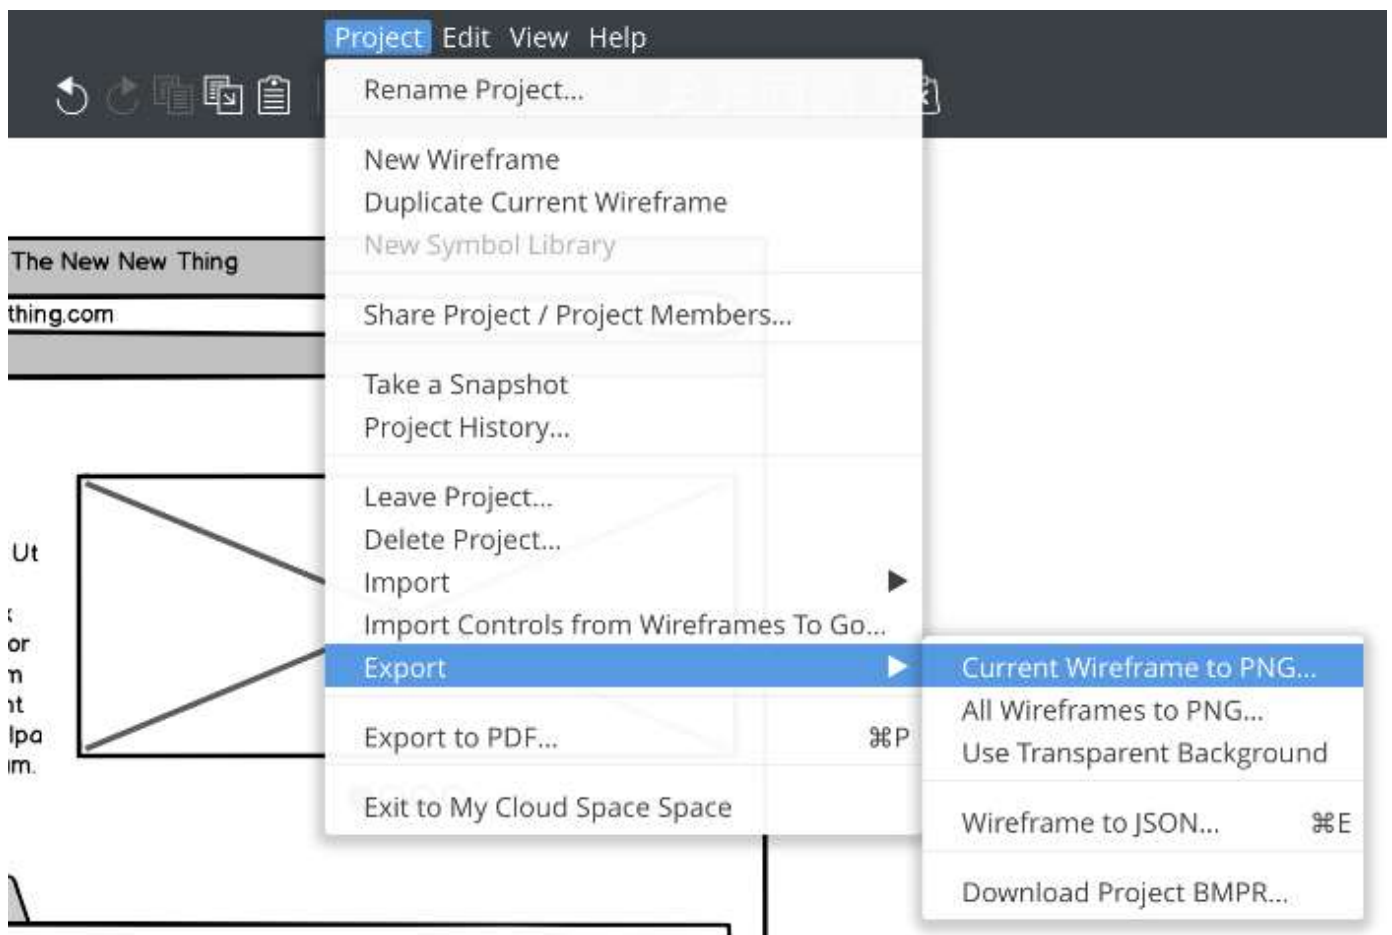 Project Edit View Help
Rename Project...
New Wireframe
Duplicate Current Wireframe
New Symbol Library
The New New Thing
thing.com
Share Project / Project Members...
Take a Snapshot
Project History...
Leave Project...
Delete Project...
Ut
Import
Import Controls from Wireframes To Go...
or
Export
Current Wireframe to PNG...
m
nt
All Wireframes to PNG...
lpa
Export to PDF... ⌘P
Use Transparent Background
m.
Exit to My Cloud Space Space
Wireframe to JSON... ⌘E
Download Project BMPR...